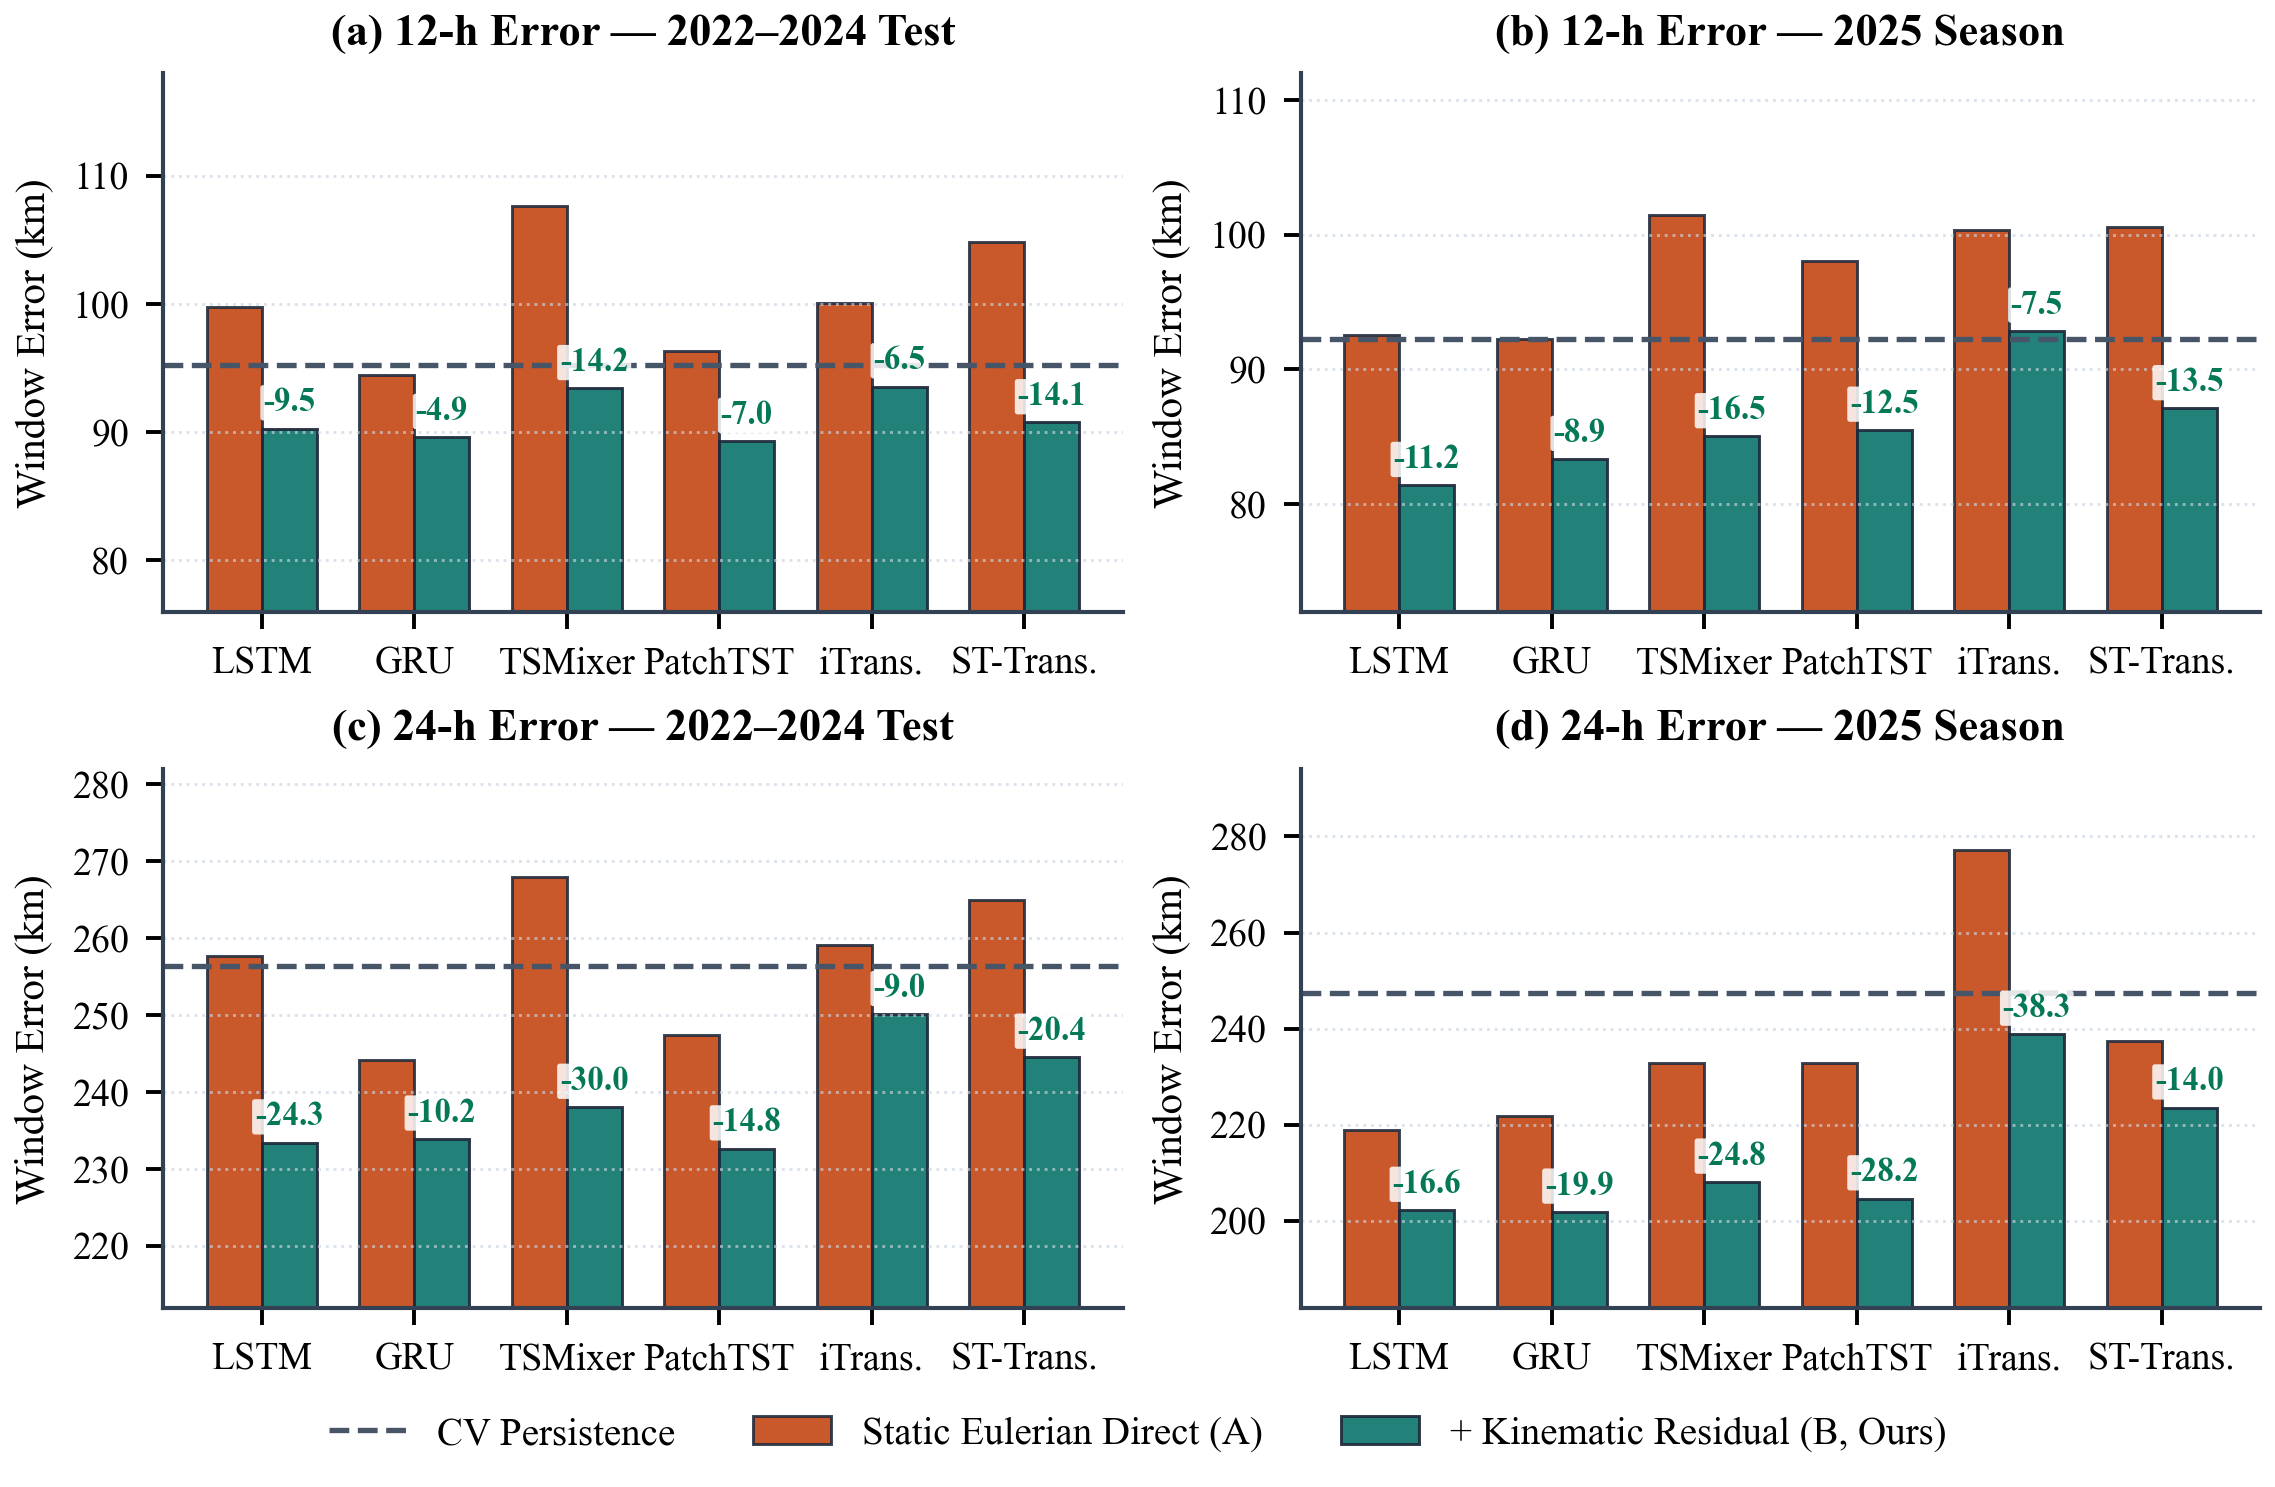 (a) 12-h Error — 2022–2024 Test
Window Error (km)
110
100
90
80
-9.5
-4.9
-14.2
-7.0
-6.5
-14.1
LSTM GRU TSMixer PatchTST iTrans. ST-Trans.
(b) 12-h Error — 2025 Season
Window Error (km)
110
100
90
80
-11.2
-8.9
-16.5
-12.5
-7.5
-13.5
LSTM GRU TSMixer PatchTST iTrans. ST-Trans.
(c) 24-h Error — 2022–2024 Test
Window Error (km)
280
270
260
250
240
230
220
-24.3
-10.2
-30.0
-14.8
-9.0
-20.4
LSTM GRU TSMixer PatchTST iTrans. ST-Trans.
(d) 24-h Error — 2025 Season
Window Error (km)
280
260
240
220
200
-16.6
-19.9
-24.8
-28.2
-38.3
-14.0
LSTM GRU TSMixer PatchTST iTrans. ST-Trans.
CV Persistence
Static Eulerian Direct (A)
+ Kinematic Residual (B, Ours)